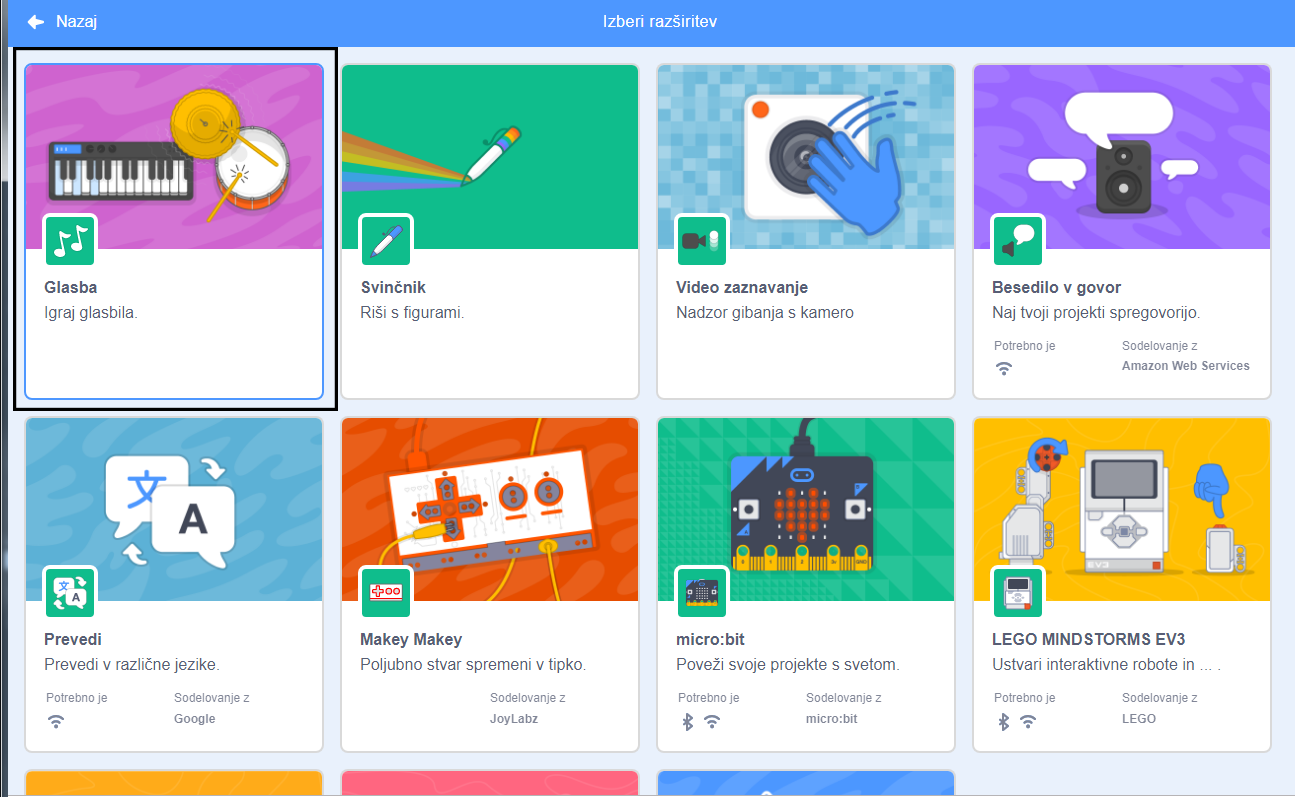 Nazaj
Izberi razširitev
Glasba
Igraj glasbila.
Svinčnik
Riši s figurami.
Video zaznavanje
Nadzor gibanja s kamero
Besedilo v govor
Naj tvoji projekti spregovorijo.
Potrebno je
Sodelovanje z
Amazon Web Services
文
A
Prevedi
Prevedi v različne jezike.
Potrebno je
Sodelovanje z
Google
Makey Makey
Poljubno stvar spremeni v tipko.
Sodelovanje z
JoyLabz
micro:bit
Poveži svoje projekte s svetom.
Potrebno je
Sodelovanje z
micro:bit
EV3
LEGO MINDSTORMS EV3
Ustvari interaktivne robote in ... .
Potrebno je
Sodelovanje z
LEGO